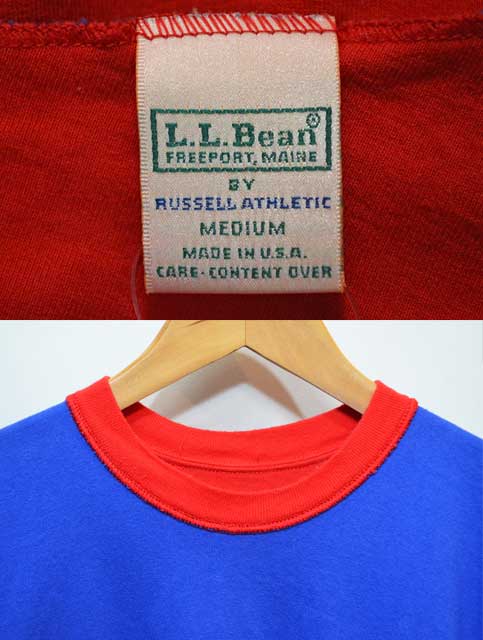 L.L.Bean®
FREEPORT, MAINE
BY
RUSSELL ATHLETIC
MEDIUM
MADE IN U.S.A.
CARE-CONTENT OVER